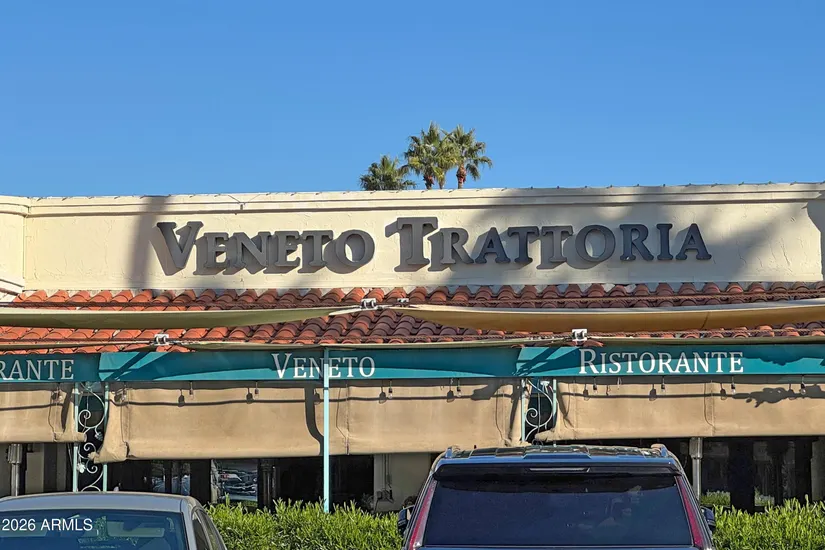 VENETO TRATTORIA
RANTE
VENETO
RISTORANTE
2026 ARMLS